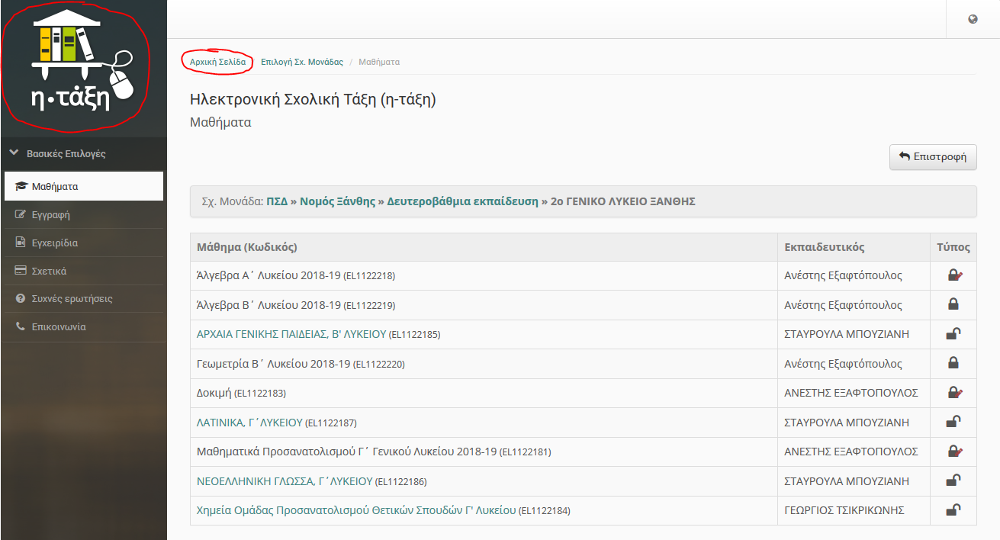 η·τάξη
Βασικές Επιλογές
Μαθήματα
Εγγραφή
Εγχειρίδια
Σχετικά
Συχνές ερωτήσεις
Επικοινωνία
Αρχική Σελίδα Επιλογή Σχ. Μονάδας / Μαθήματα
Ηλεκτρονική Σχολική Τάξη (η-τάξη)
Μαθήματα
Επιστροφή
Σχ. Μονάδα: ΠΣΔ » Νομός Ξάνθης » Δευτεροβάθμια εκπαίδευση » 2ο ΓΕΝΙΚΟ ΛΥΚΕΙΟ ΞΑΝΘΗΣ
Μάθημα (Κωδικός) Εκπαιδευτικός Τύπος
Άλγεβρα Α΄ Λυκείου 2018-19 (EL1122218) Ανέστης Εξαφτόπουλος
Άλγεβρα Β΄ Λυκείου 2018-19 (EL1122219) Ανέστης Εξαφτόπουλος
ΑΡΧΑΙΑ ΓΕΝΙΚΗΣ ΠΑΙΔΕΙΑΣ, Β' ΛΥΚΕΙΟΥ (EL1122185) ΣΤΑΥΡΟΥΛΑ ΜΠΟΥΖΙΑΝΗ
Γεωμετρία Β΄ Λυκείου 2018-19 (EL1122220) Ανέστης Εξαφτόπουλος
Δοκιμή (EL1122183) ΑΝΕΣΤΗΣ ΕΞΑΦΤΟΠΟΥΛΟΣ
ΛΑΤΙΝΙΚΑ, Γ΄ΛΥΚΕΙΟΥ (EL1122187) ΣΤΑΥΡΟΥΛΑ ΜΠΟΥΖΙΑΝΗ
Μαθηματικά Προσανατολισμού Γ΄ Γενικού Λυκείου 2018-19 (EL1122181) ΑΝΕΣΤΗΣ ΕΞΑΦΤΟΠΟΥΛΟΣ
ΝΕΟΕΛΛΗΝΙΚΗ ΓΛΩΣΣΑ, Γ΄ΛΥΚΕΙΟΥ (EL1122186) ΣΤΑΥΡΟΥΛΑ ΜΠΟΥΖΙΑΝΗ
Χημεία Ομάδας Προσανατολισμού Θετικών Σπουδών Γ' Λυκείου (EL1122184) ΓΕΩΡΓΙΟΣ ΤΣΙΚΡΙΚΩΝΗΣ